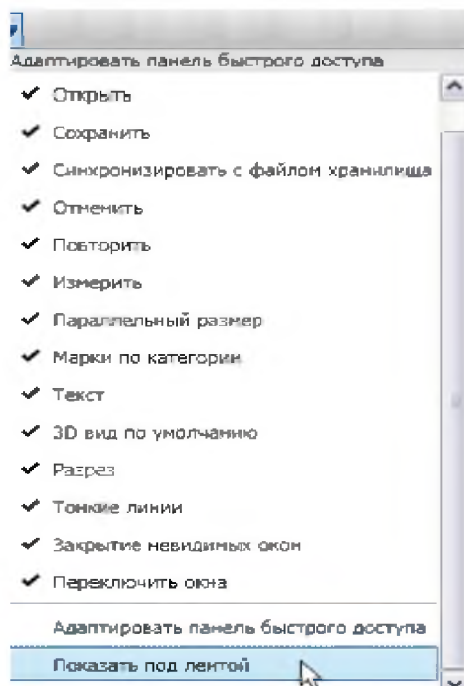 Адаптировать панель быстрого доступа
Открыть
Сохранить
Синхронизировать с файлом хранилища
Отменить
Повторить
Измерить
Параллельный размер
Марки по категории
Текст
3D вид по умолчанию
Разрез
Тонкие линии
Закрытие невидимых окон
Переключить окна
Адаптировать панель быстрого доступа
Показать под лентой